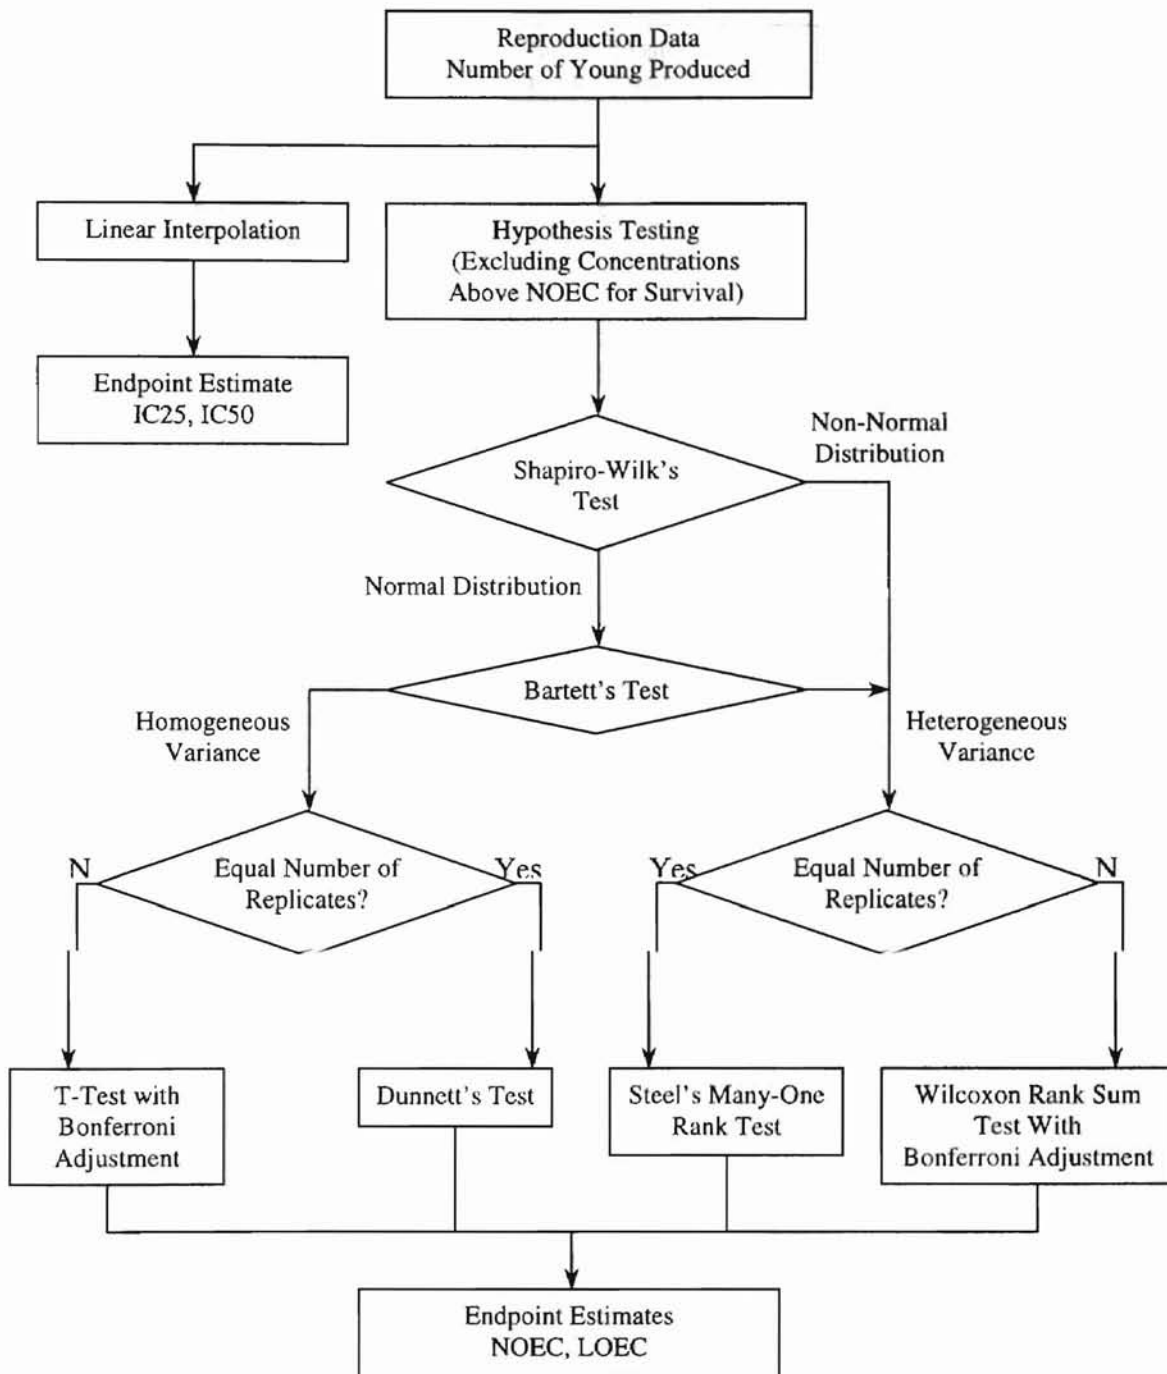 Reproduction Data
Number of Young Produced
Linear Interpolation
Hypothesis Testing
(Excluding Concentrations
Above NOEC for Survival)
Endpoint Estimate
IC25, IC50
Non-Normal
Distribution
Shapiro-Wilk's
Test
Normal Distribution
Bartett's Test
Homogeneous
Variance
Heterogeneous
Variance
N
Equal Number of
Replicates?
Yes
Yes
Equal Number of
Replicates?
N
T-Test with
Bonferroni
Adjustment
Dunnett's Test
Steel's Many-One
Rank Test
Wilcoxon Rank Sum
Test With
Bonferroni Adjustment
Endpoint Estimates
NOEC, LOEC